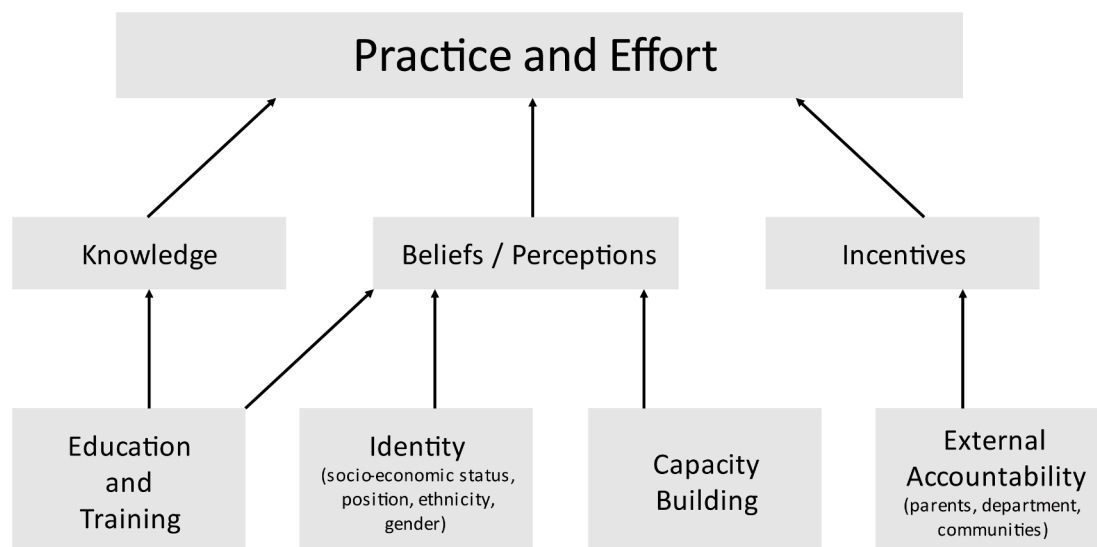 Practice and Effort
Knowledge
Beliefs / Perceptions
Incentives
Education
and
Training
Identity
(socio-economic status,
position, ethnicity,
gender)
Capacity
Building
External
Accountability
(parents, department,
communities)